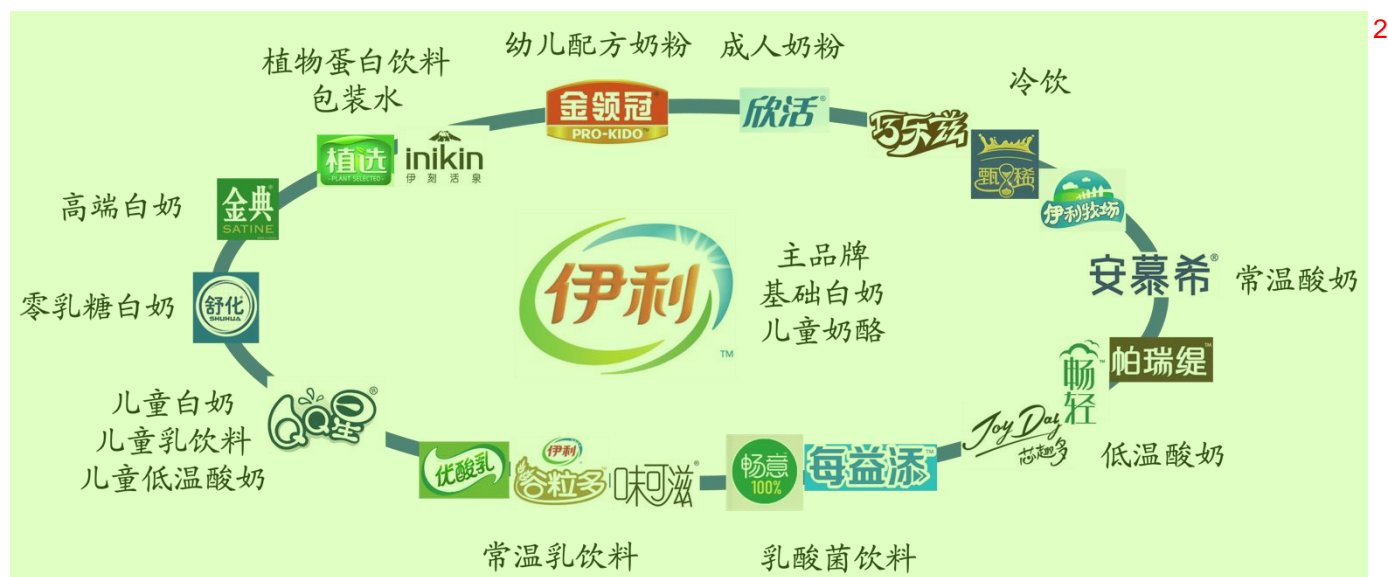 2
幼儿配方奶粉
成人奶粉
植物蛋白饮料
包装水
冷饮
金领冠
PRO-KIDO™
欣活®
巧乐兹
植选
-PLANT SELECTED-
inikin
伊刻活泉
甄稀
伊利牧场
高端白奶
金典®
SATINE
伊利
TM
主品牌
基础白奶
儿童奶酪
安慕希®
常温酸奶
零乳糖白奶
舒化
SHUHUA
畅轻
帕瑞缇™
儿童白奶
儿童乳饮料
儿童低温酸奶
QQ星®
Joy Day
芯趣多
低温酸奶
优酸乳
伊利
谷粒多
味可滋®
畅意
100%
每益添™
常温乳饮料
乳酸菌饮料